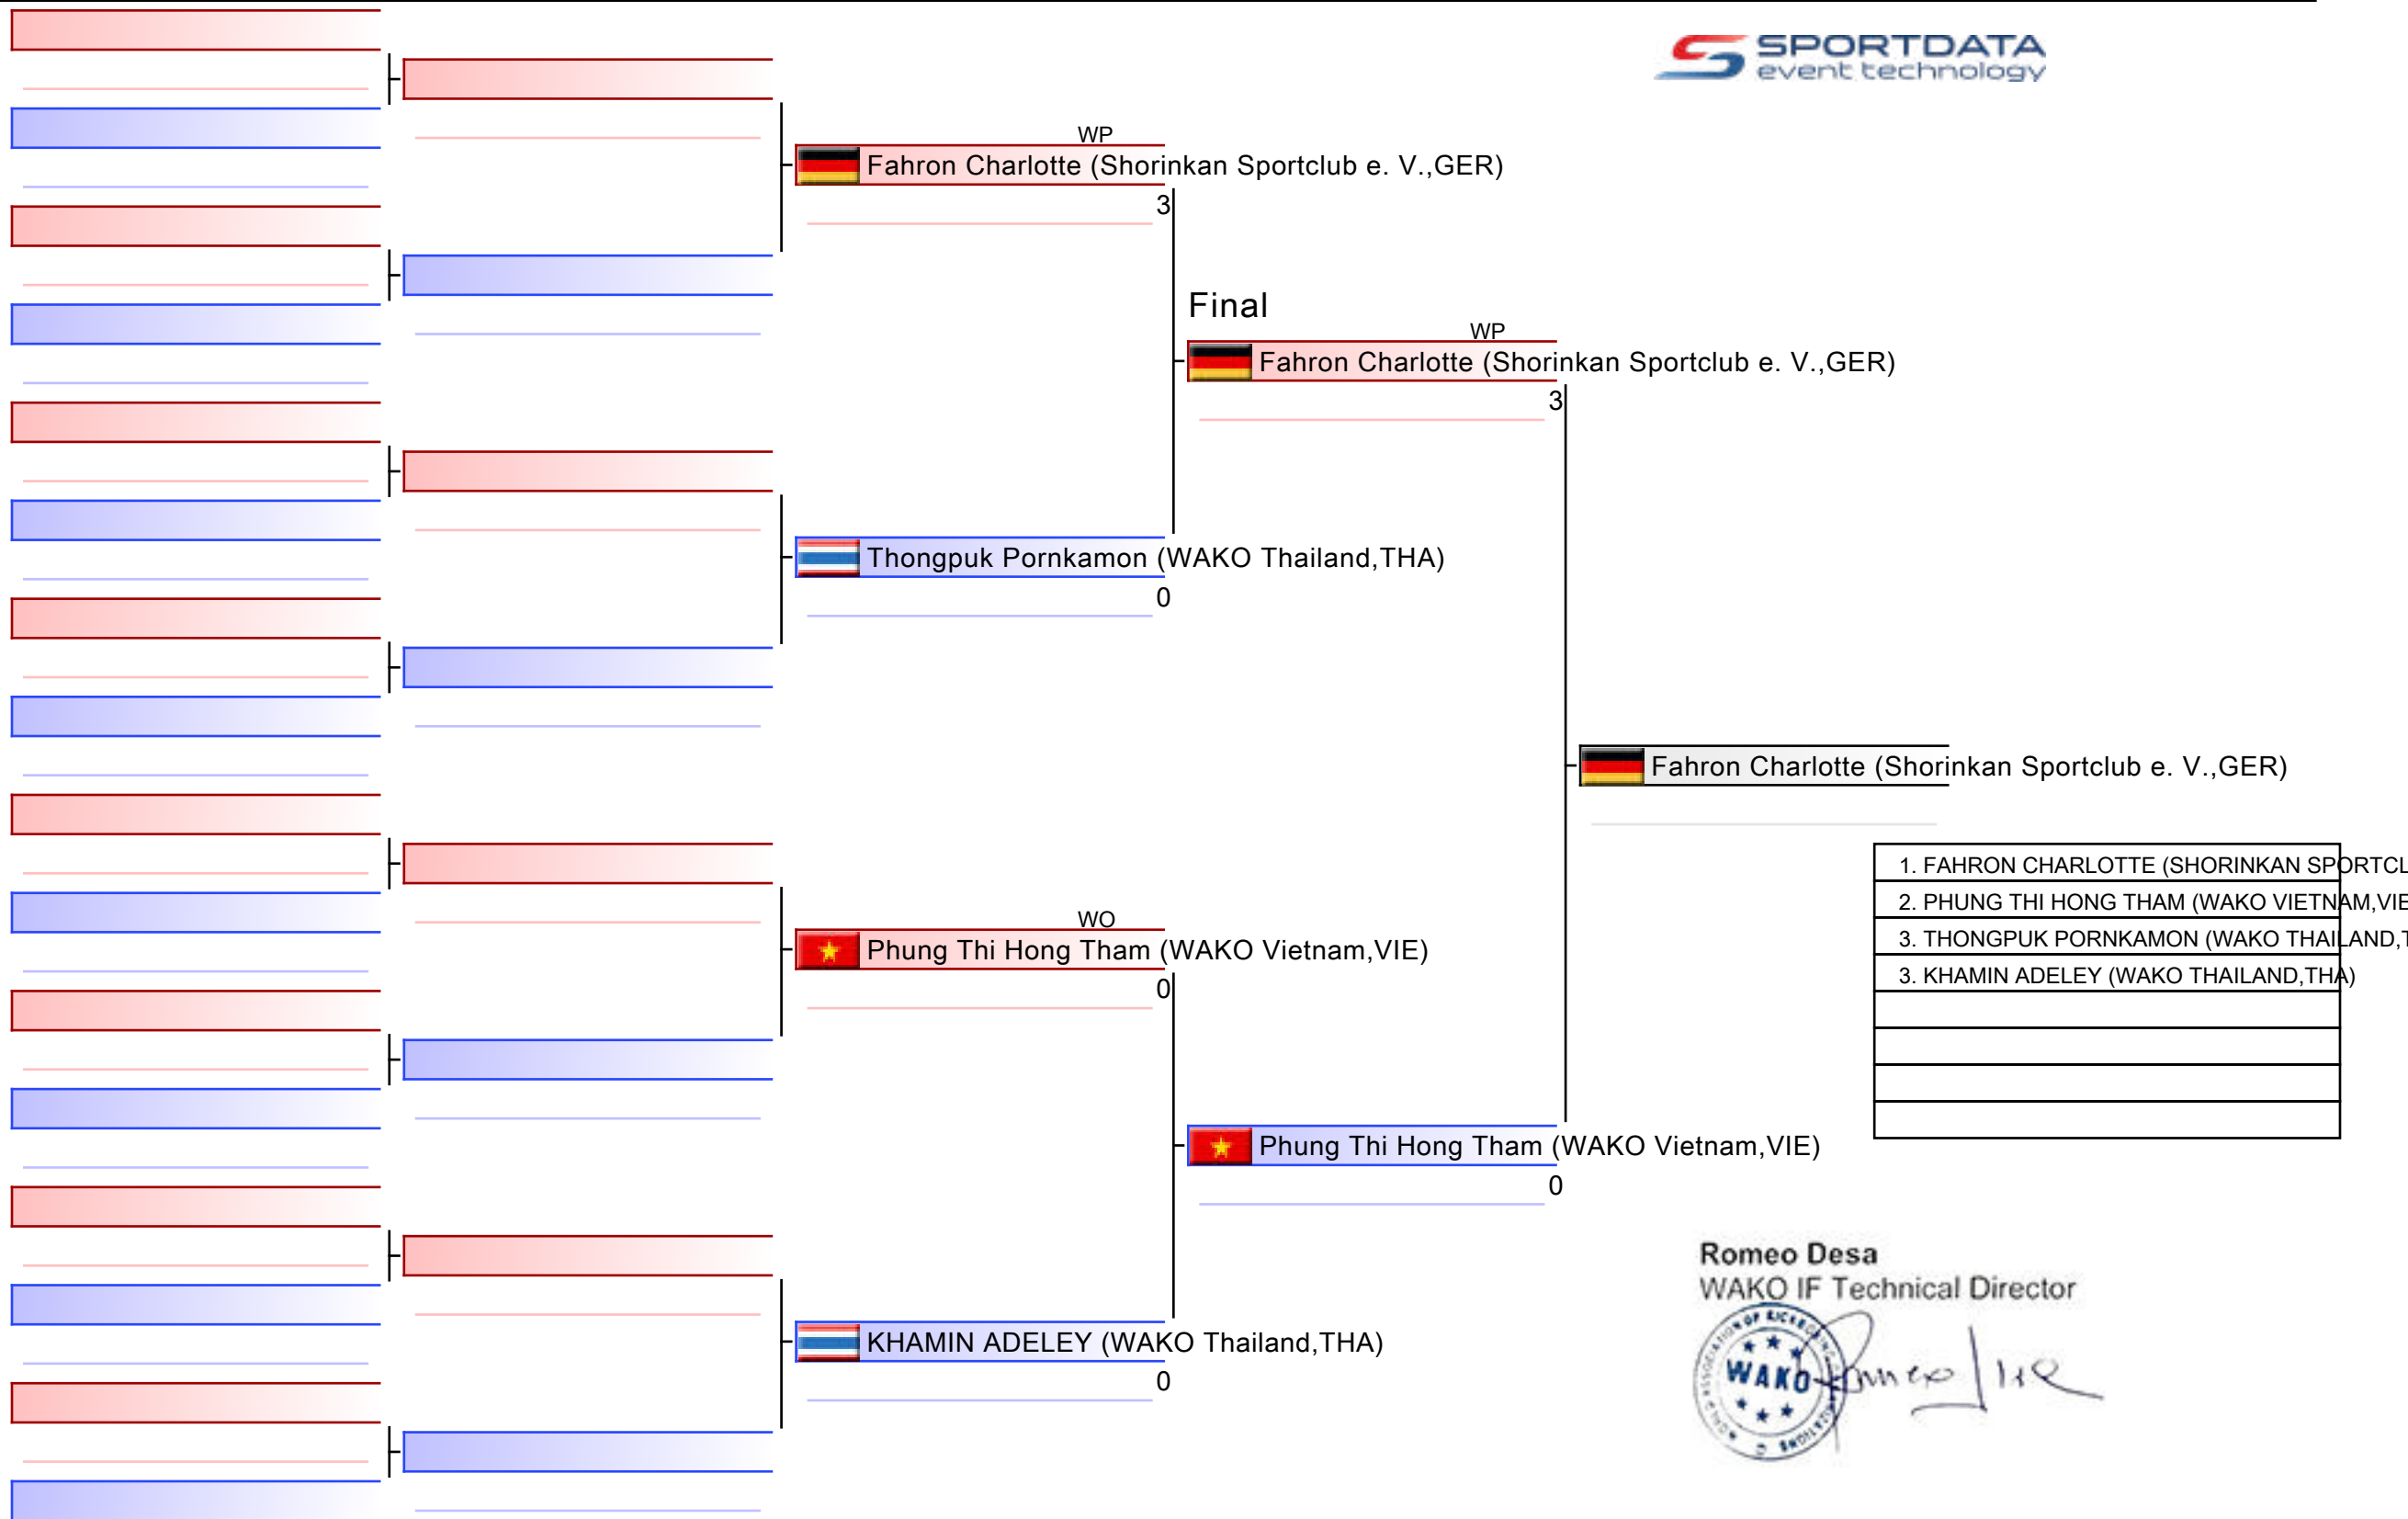 SPORTDATA
event technology
WP
Fahron Charlotte (Shorinkan Sportclub e. V.,GER)
3
Final
WP
Fahron Charlotte (Shorinkan Sportclub e. V.,GER)
3
Thongpuk Pornkamon (WAKO Thailand,THA)
0
Fahron Charlotte (Shorinkan Sportclub e. V.,GER)
1. FAHRON CHARLOTTE (SHORINKAN SPORTCL
2. PHUNG THI HONG THAM (WAKO VIETNAM,VIE
3. THONGPUK PORNKAMON (WAKO THAILAND,T
3. KHAMIN ADELEY (WAKO THAILAND,THA)
WO
Phung Thi Hong Tham (WAKO Vietnam,VIE)
0
Phung Thi Hong Tham (WAKO Vietnam,VIE)
0
KHAMIN ADELEY (WAKO Thailand,THA)
0
Romeo Desa
WAKO IF Technical Director
WAKO